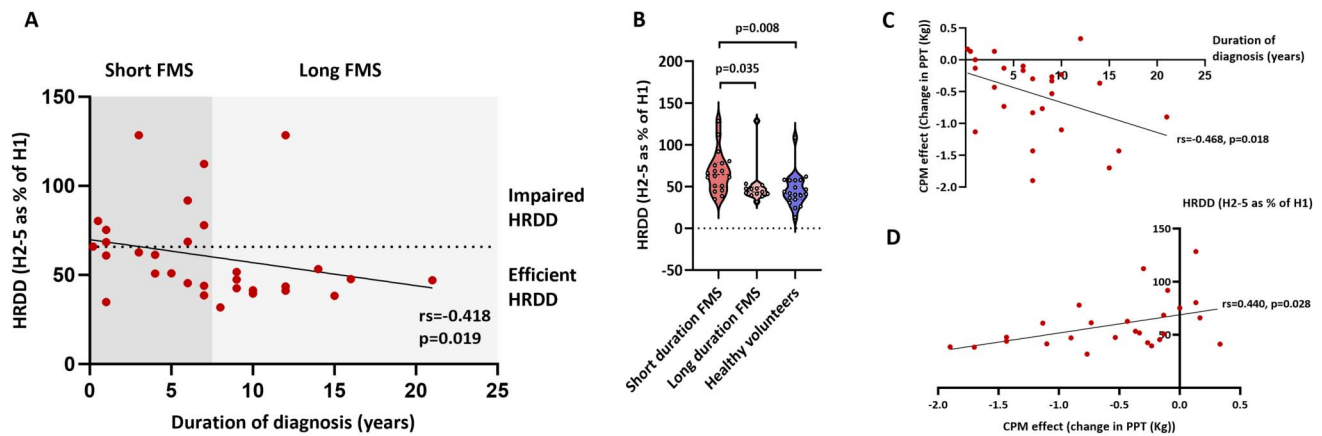 A
Short FMS
Long FMS
HRDD (H2-5 as % of H1)
150
100
50
0
Impaired
HRDD
Efficient
HRDD
rs=-0.418
p=0.019
0
5
10
15
20
25
Duration of diagnosis (years)
B
p=0.008
p=0.035
HRDD (H2-5 as % of H1)
200
150
100
50
0
-50
Short duration FMS
Long duration FMS
Healthy volunteers
C
CPM effect (Change in PPT (Kg))
0.5
0.0
-0.5
-1.0
-1.5
-2.0
Duration of
diagnosis (years)
5
10
15
20
25
rs=-0.468, p=0.018
D
HRDD (H2-5 as % of H1)
150
100
50
rs=0.440, p=0.028
-2.0
-1.5
-1.0
-0.5
0.0
0.5
CPM effect (change in PPT (Kg))